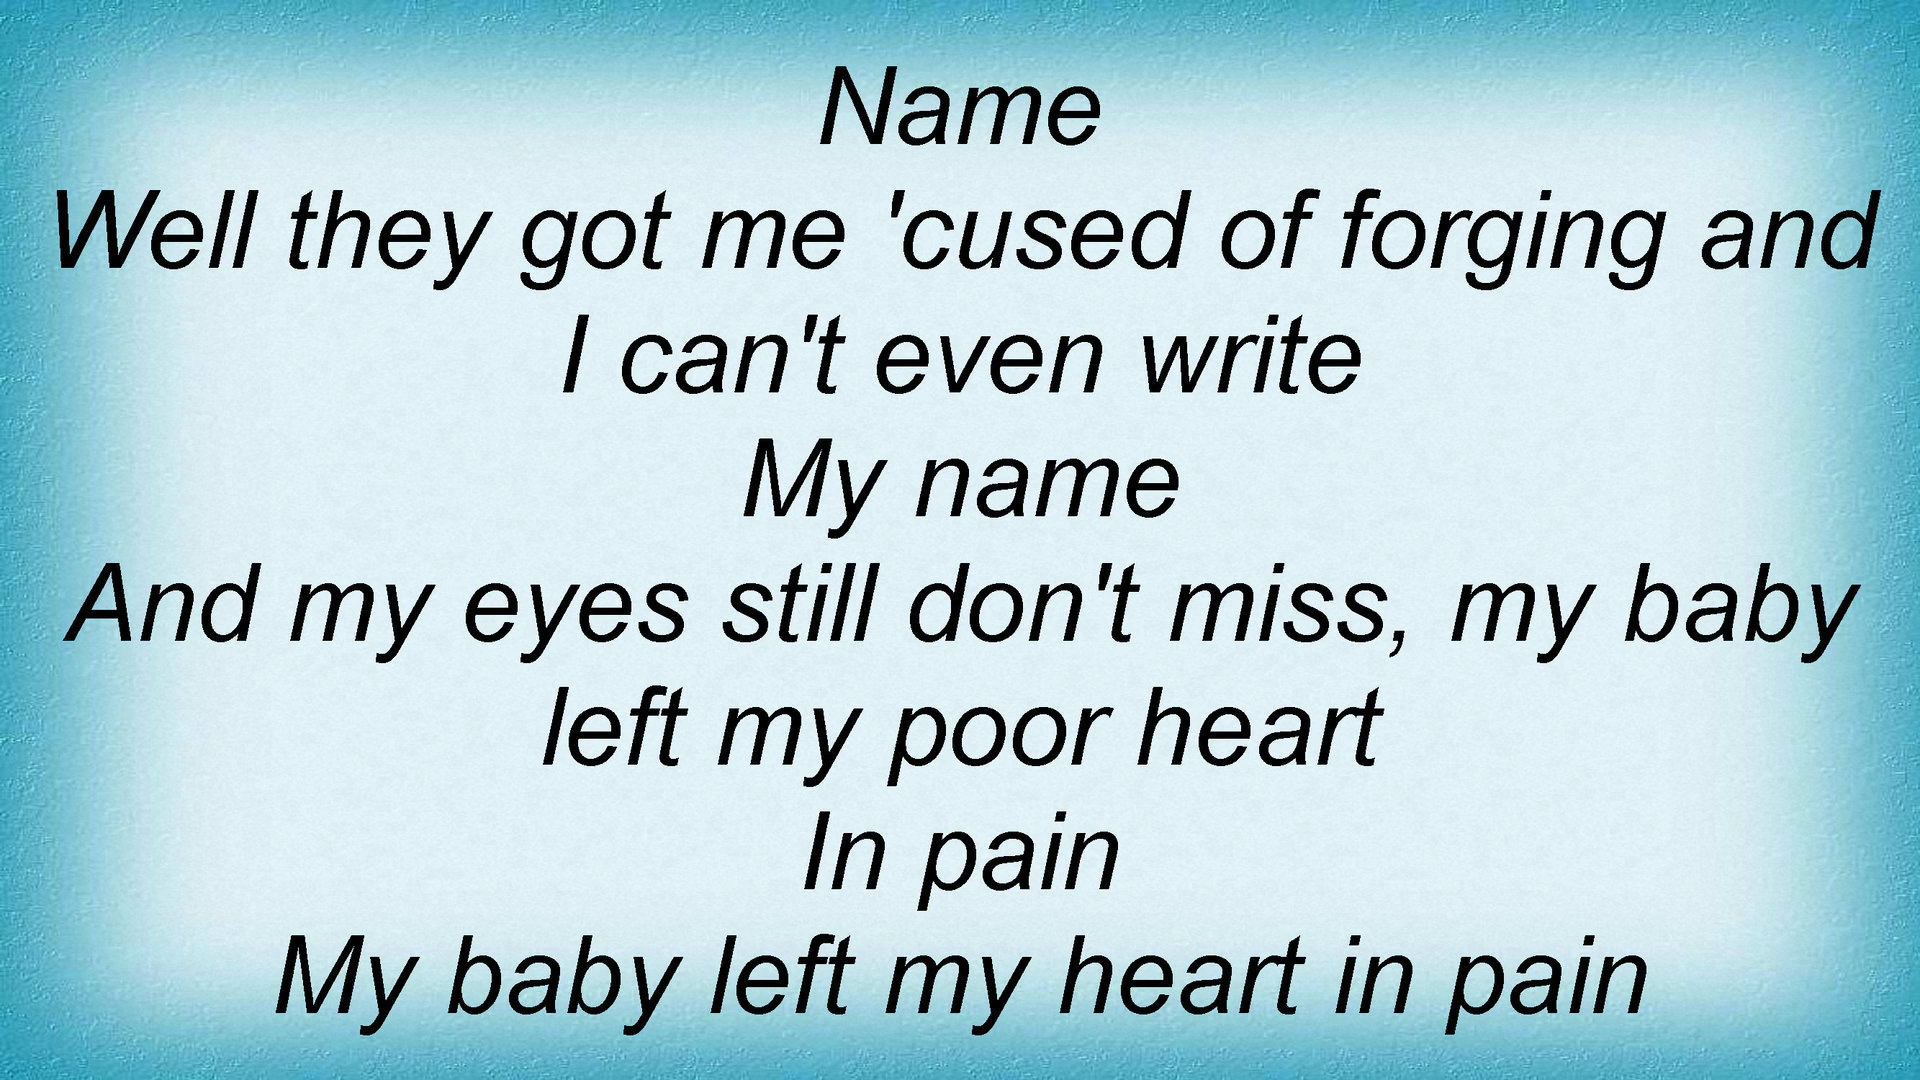 Name
Well they got me 'cused of forging and
I can't even write
My name
And my eyes still don't miss, my baby
left my poor heart
In pain
My baby left my heart in pain